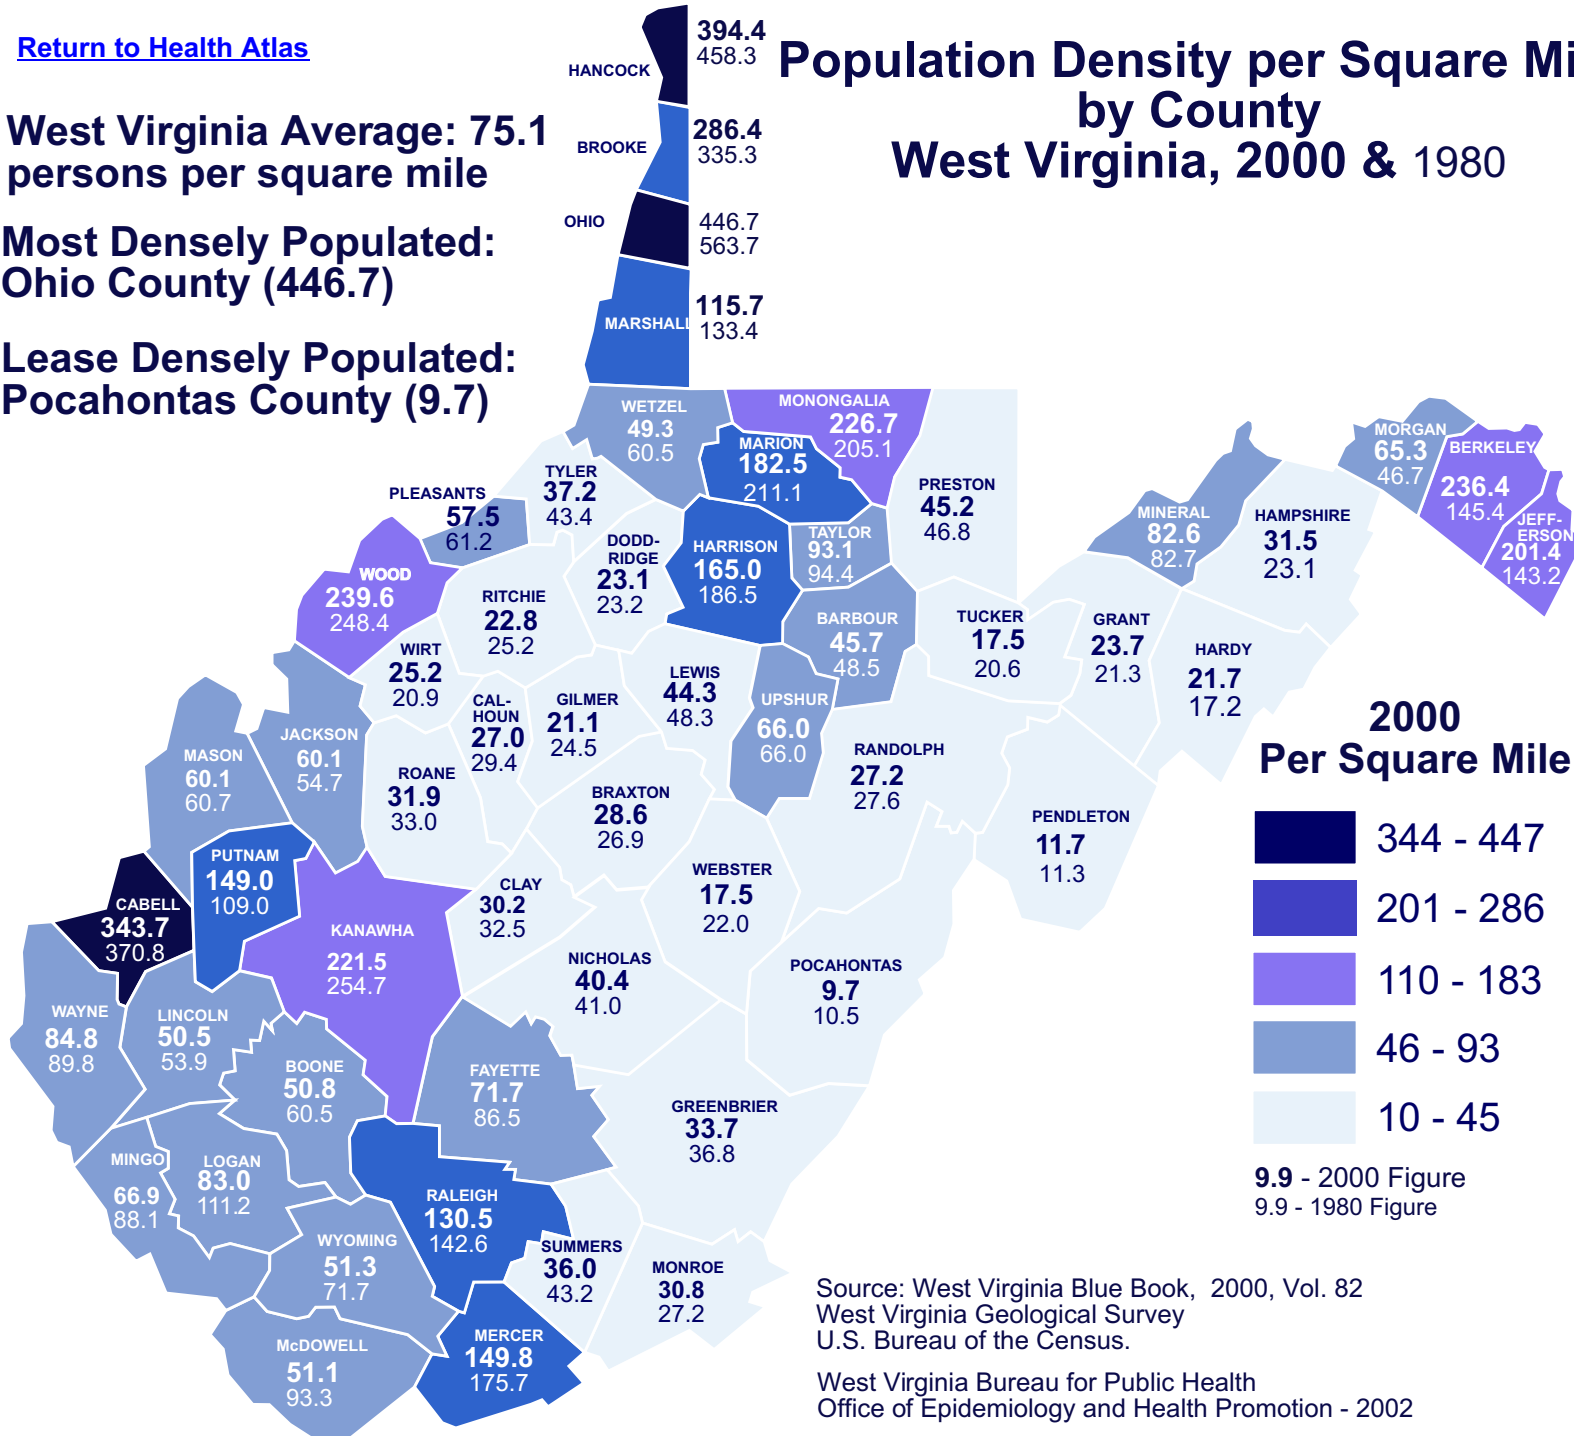 Return to Health Atlas
Population Density per Square Mi
by County
West Virginia, 2000 & 1980
West Virginia Average: 75.1
persons per square mile
Most Densely Populated:
Ohio County (446.7)
Lease Densely Populated:
Pocahontas County (9.7)
HANCOCK
394.4
458.3
BROOKE
286.4
335.3
OHIO
446.7
563.7
MARSHALL
115.7
133.4
WETZEL
49.3
60.5
MONONGALIA
226.7
205.1
MARION
182.5
211.1
PRESTON
45.2
46.8
TYLER
37.2
43.4
PLEASANTS
57.5
61.2
DODD-
RIDGE
23.1
23.2
HARRISON
165.0
186.5
TAYLOR
93.1
94.4
MINERAL
82.6
82.7
HAMPSHIRE
31.5
23.1
MORGAN
65.3
46.7
BERKELEY
236.4
145.4
JEFF-
ERSON
201.4
143.2
WOOD
239.6
248.4
RITCHIE
22.8
25.2
WIRT
25.2
20.9
BARBOUR
45.7
48.5
TUCKER
17.5
20.6
GRANT
23.7
21.3
HARDY
21.7
17.2
LEWIS
44.3
48.3
UPSHUR
66.0
66.0
CAL-
HOUN
27.0
29.4
GILMER
21.1
24.5
JACKSON
60.1
54.7
MASON
60.1
60.7
ROANE
31.9
33.0
BRAXTON
28.6
26.9
RANDOLPH
27.2
27.6
PENDLETON
11.7
11.3
PUTNAM
149.0
109.0
CABELL
343.7
370.8
KANAWHA
221.5
254.7
CLAY
30.2
32.5
WEBSTER
17.5
22.0
NICHOLAS
40.4
41.0
POCAHONTAS
9.7
10.5
WAYNE
84.8
89.8
LINCOLN
50.5
53.9
BOONE
50.8
60.5
FAYETTE
71.7
86.5
GREENBRIER
33.7
36.8
MINGO
66.9
88.1
LOGAN
83.0
111.2
RALEIGH
130.5
142.6
WYOMING
51.3
71.7
SUMMERS
36.0
43.2
MONROE
30.8
27.2
McDOWELL
51.1
93.3
MERCER
149.8
175.7
2000
Per Square Mile
344 - 447
201 - 286
110 - 183
46 - 93
10 - 45
9.9 - 2000 Figure
9.9 - 1980 Figure
Source: West Virginia Blue Book, 2000, Vol. 82
West Virginia Geological Survey
U.S. Bureau of the Census.
West Virginia Bureau for Public Health
Office of Epidemiology and Health Promotion - 2002